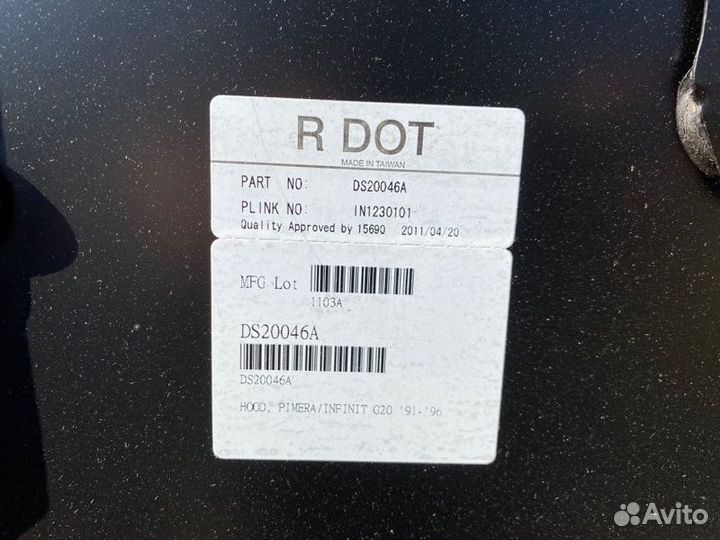 R DOT
MADE IN TAIWAN
PART NO: DS20046A
PLINK NO: IN1230101
Quality Approved by 15690 2011/04/20
MFG Lot
1103A
DS20046A
DS20046A
HOOD, PIMERA/INFINIT G20 '91-'96
Avito